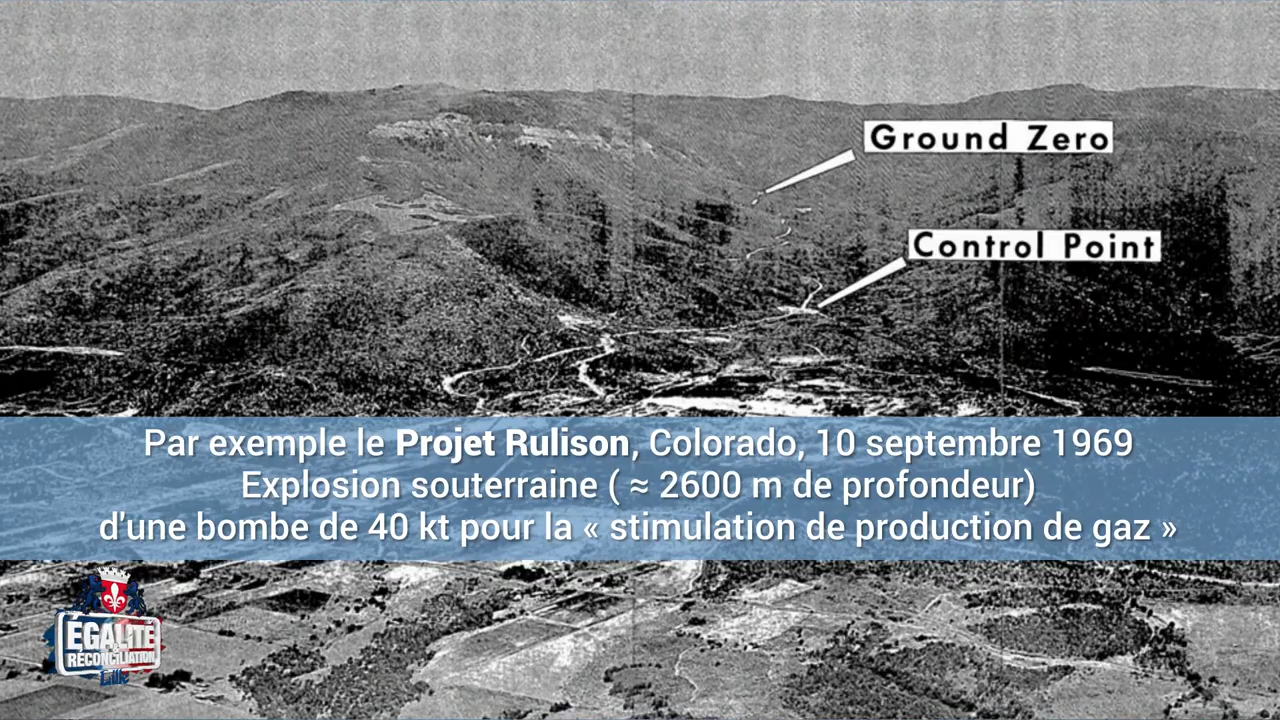 Ground Zero
Control Point
Par exemple le Projet Rulison, Colorado, 10 septembre 1969
Explosion souterraine ( ≈ 2600 m de profondeur)
d'une bombe de 40 kt pour la « stimulation de production de gaz »
ÉGALITÉ
&
RÉCONCILIATION
Lille